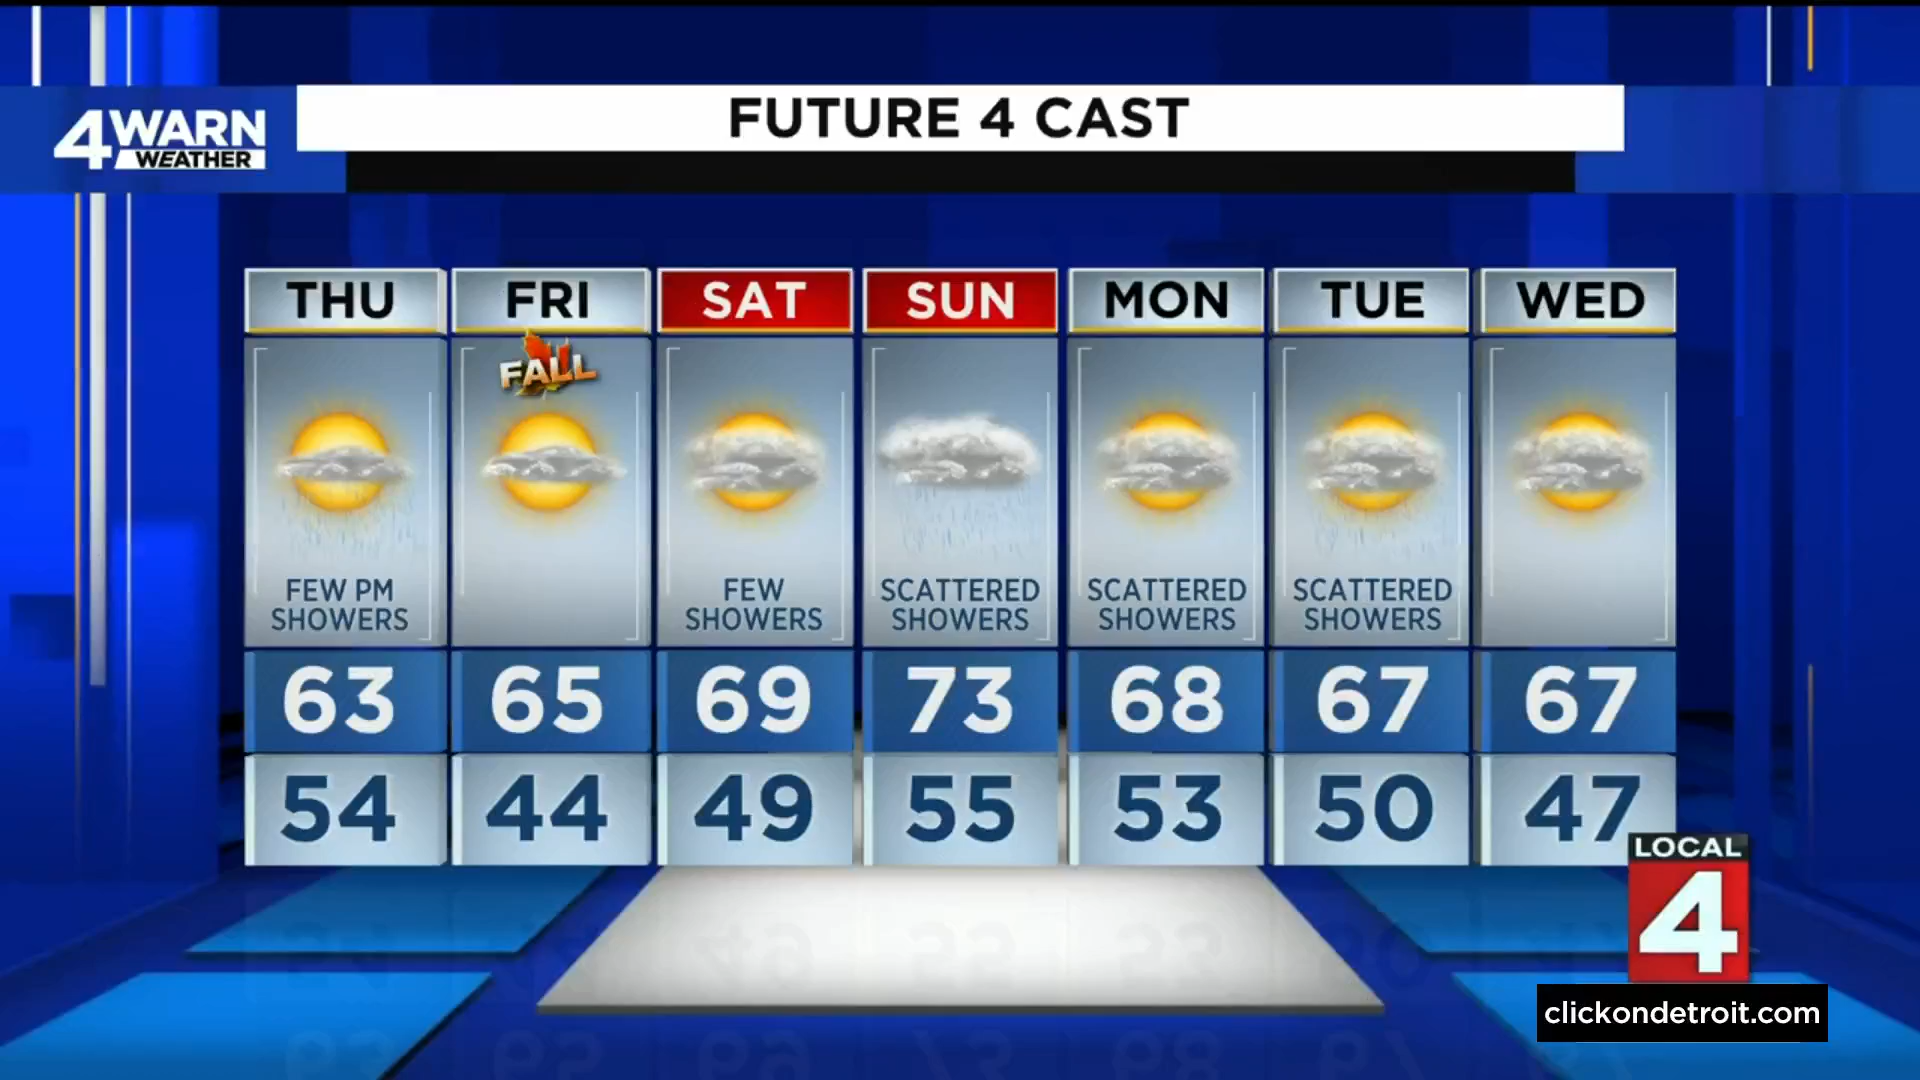 FUTURE 4 CAST
4WARN
WEATHER
THU FRI SAT SUN MON TUE WED
FALL
FEW PM
SHOWERS
FEW
SHOWERS
SCATTERED
SHOWERS
SCATTERED
SHOWERS
SCATTERED
SHOWERS
63 65 69 73 68 67 67
54 44 49 55 53 50 47
LOCAL
4
clickondetroit.com